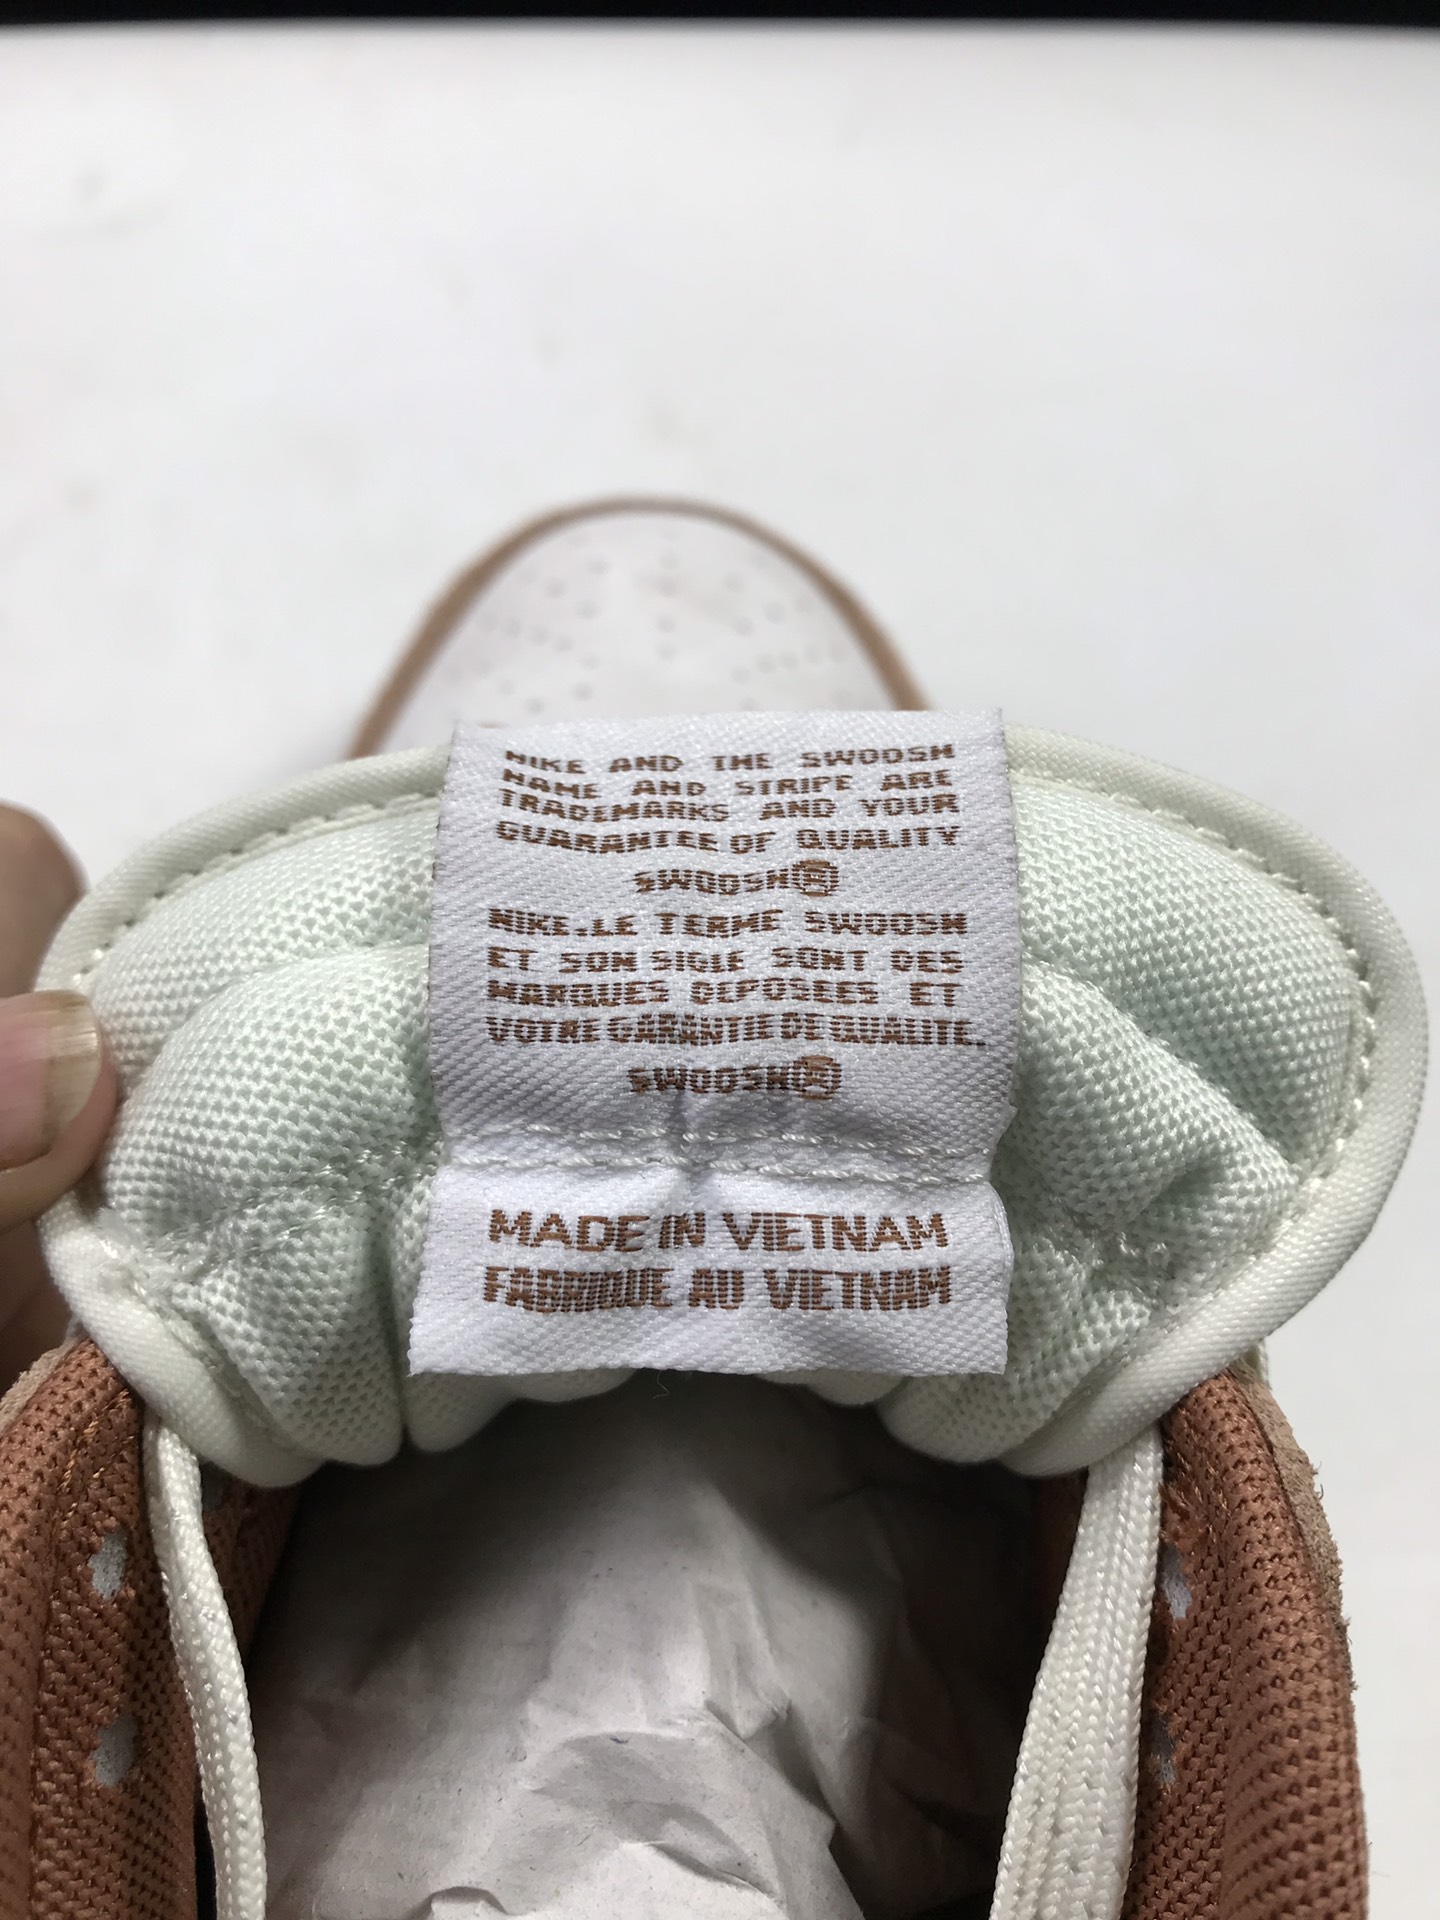 NIKE AND THE SWOOSH
NAME AND STRIPE ARE
TRADEMARKS AND YOUR
GUARANTEE OF QUALITY
SWOOSH®
NIKE.LE TERME SWOOSH
ET SON SIGLE SONT DES
MARQUES DEPOSEES ET
VOTRE GARANTIE DE QUALITE.
SWOOSH®
MADE IN VIETNAM
FABRIQUE AU VIETNAM